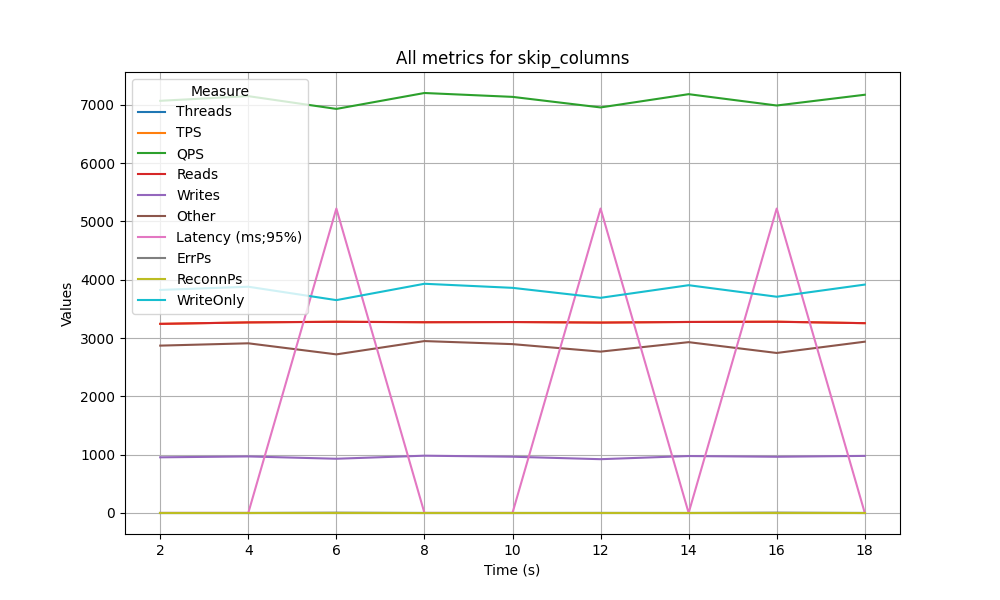 All metrics for skip_columns
Values
7000
6000
5000
4000
3000
2000
1000
0
Measure
Threads
TPS
QPS
Reads
Writes
Other
Latency (ms;95%)
ErrPs
ReconnPs
WriteOnly
2 4 6 8 10 12 14 16 18
Time (s)